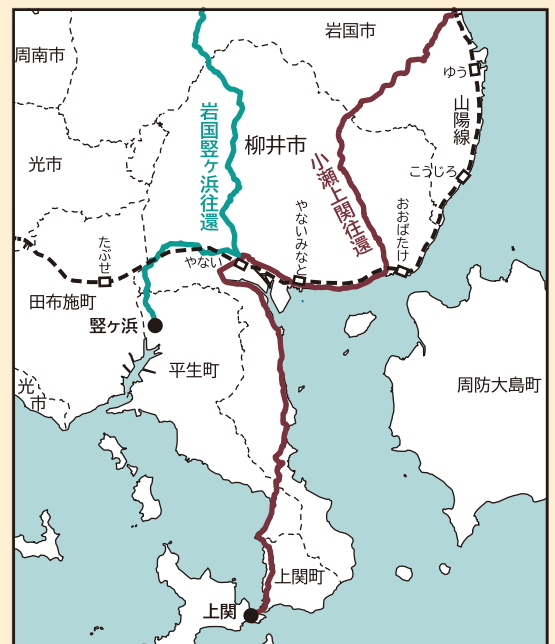 岩国市
周南市
ゆう
山陽線
岩国竪ヶ浜往還
柳井市
光市
小瀬上関往還
こうじろ
おおばたけ
やないみなと
たぶせ
やない
田布施町
竪ヶ浜
平生町
周防大島町
光市
上関町
上関